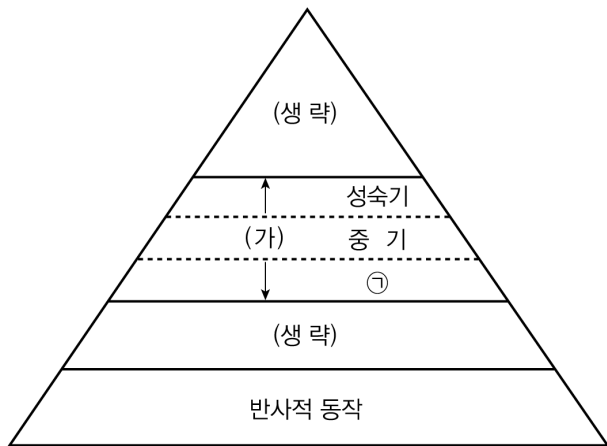 (생 략)
성숙기
(가) 중 기
㉠
(생 략)
반사적 동작